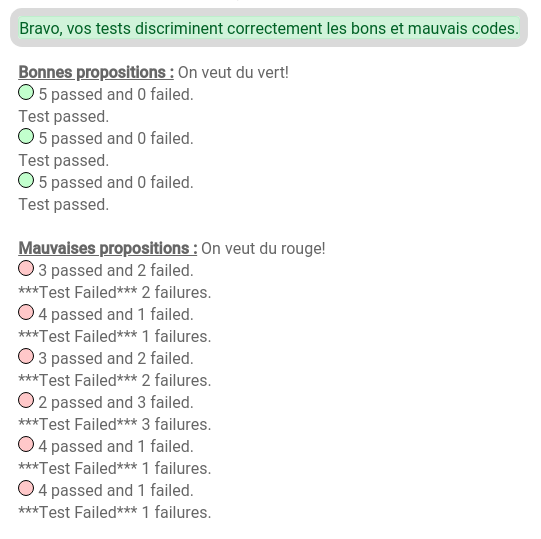 Bravo, vos tests discriminent correctement les bons et mauvais codes.
Bonnes propositions : On veut du vert!
5 passed and 0 failed.
Test passed.
5 passed and 0 failed.
Test passed.
5 passed and 0 failed.
Test passed.
Mauvaises propositions : On veut du rouge!
3 passed and 2 failed.
***Test Failed*** 2 failures.
4 passed and 1 failed.
***Test Failed*** 1 failures.
3 passed and 2 failed.
***Test Failed*** 2 failures.
2 passed and 3 failed.
***Test Failed*** 3 failures.
4 passed and 1 failed.
***Test Failed*** 1 failures.
4 passed and 1 failed.
***Test Failed*** 1 failures.